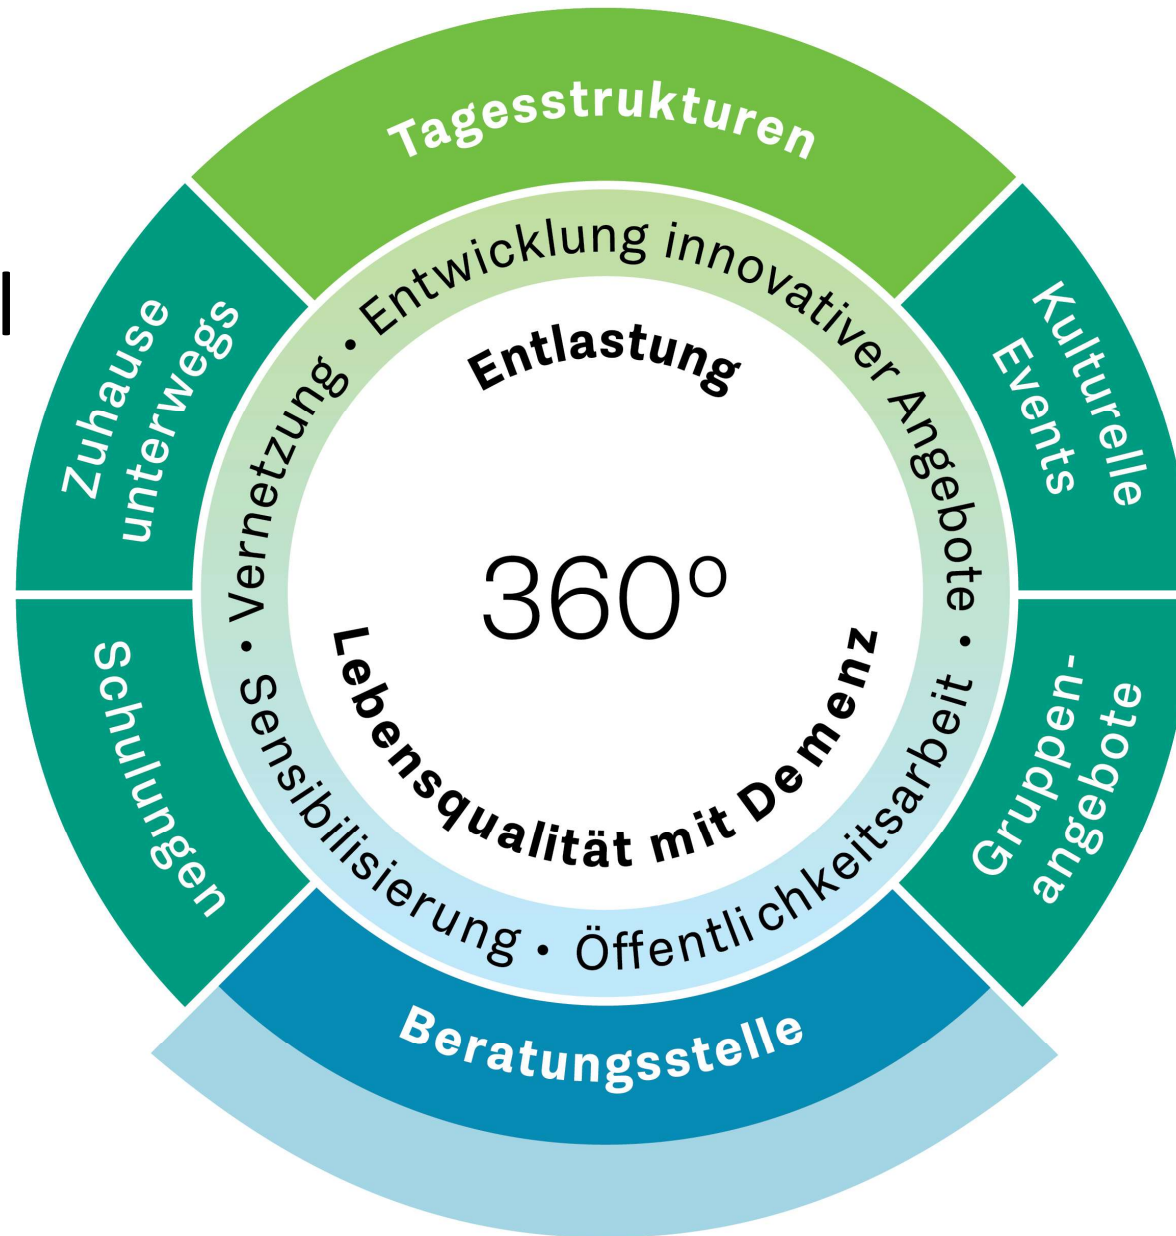 Tagesstrukturen
Kulturelle
Events
Gruppen-
angebote
Beratungsstelle
Schulungen
Zuhause
unterwegs
Entwicklung innovativer Angebote •
Öffentlichkeitsarbeit
• Sensibilisierung •
Vernetzung •
Entlastung
360°
Lebensqualität mit Demenz